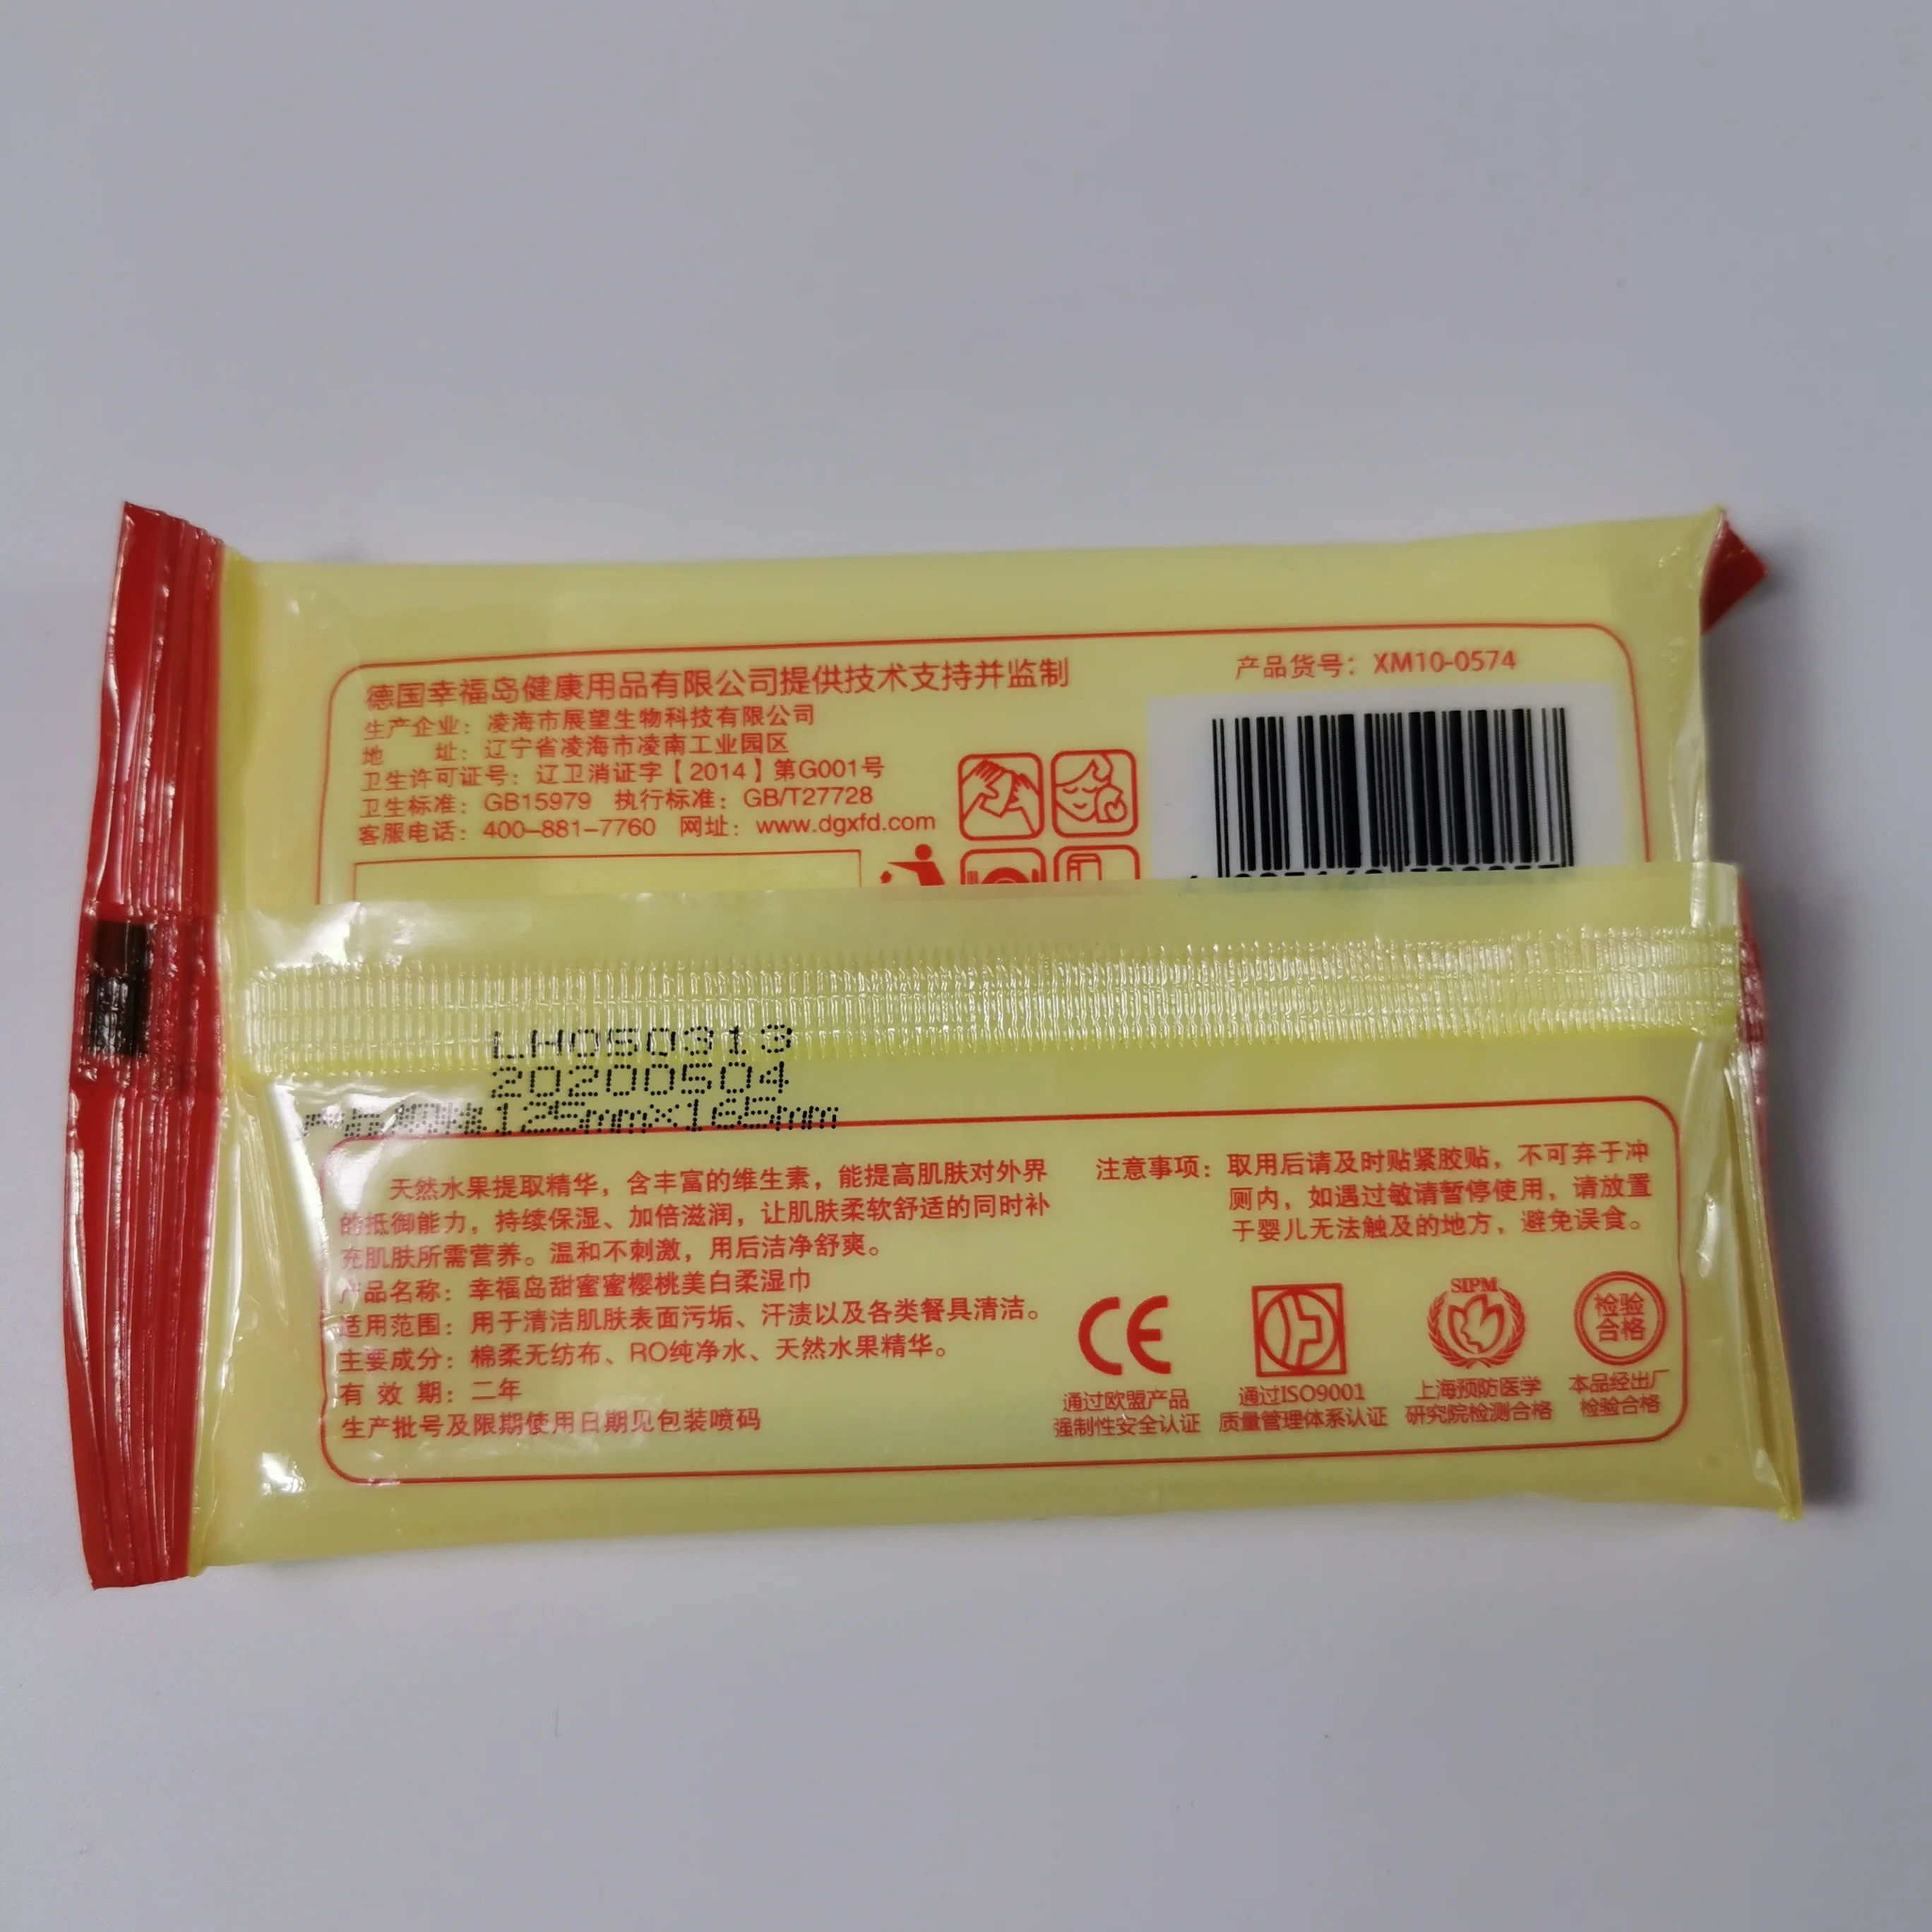 德国幸福岛健康用品有限公司提供技术支持并监制
生产企业：凌海市展望生物科技有限公司
地　　址：辽宁省凌海市凌南工业园区
卫生许可证号：辽卫消证字【2014】第G001号
卫生标准：GB15979 执行标准：GB/T27728
客服电话：400-881-7760 网址：www.dgxfd.com
产品货号：XM10-0574
LH050313
20200504
产品规格125mm×165mm
天然水果提取精华，含丰富的维生素，能提高肌肤对外界
的抵御能力，持续保湿、加倍滋润，让肌肤柔软舒适的同时补
充肌肤所需营养。温和不刺激，用后洁净舒爽。
产品名称：幸福岛甜蜜蜜樱桃美白柔湿巾
适用范围：用于清洁肌肤表面污垢、汗渍以及各类餐具清洁。
主要成分：棉柔无纺布、RO纯净水、天然水果精华。
有 效 期：二年
生产批号及限期使用日期见包装喷码
注意事项：取用后请及时贴紧胶贴，不可弃于冲
厕内，如遇过敏请暂停使用，请放置
于婴儿无法触及的地方，避免误食。
CE
通过欧盟产品
强制性安全认证
通过ISO9001
质量管理体系认证
SIPM
上海预防医学
研究院检测合格
检验
合格
本品经出厂
检验合格